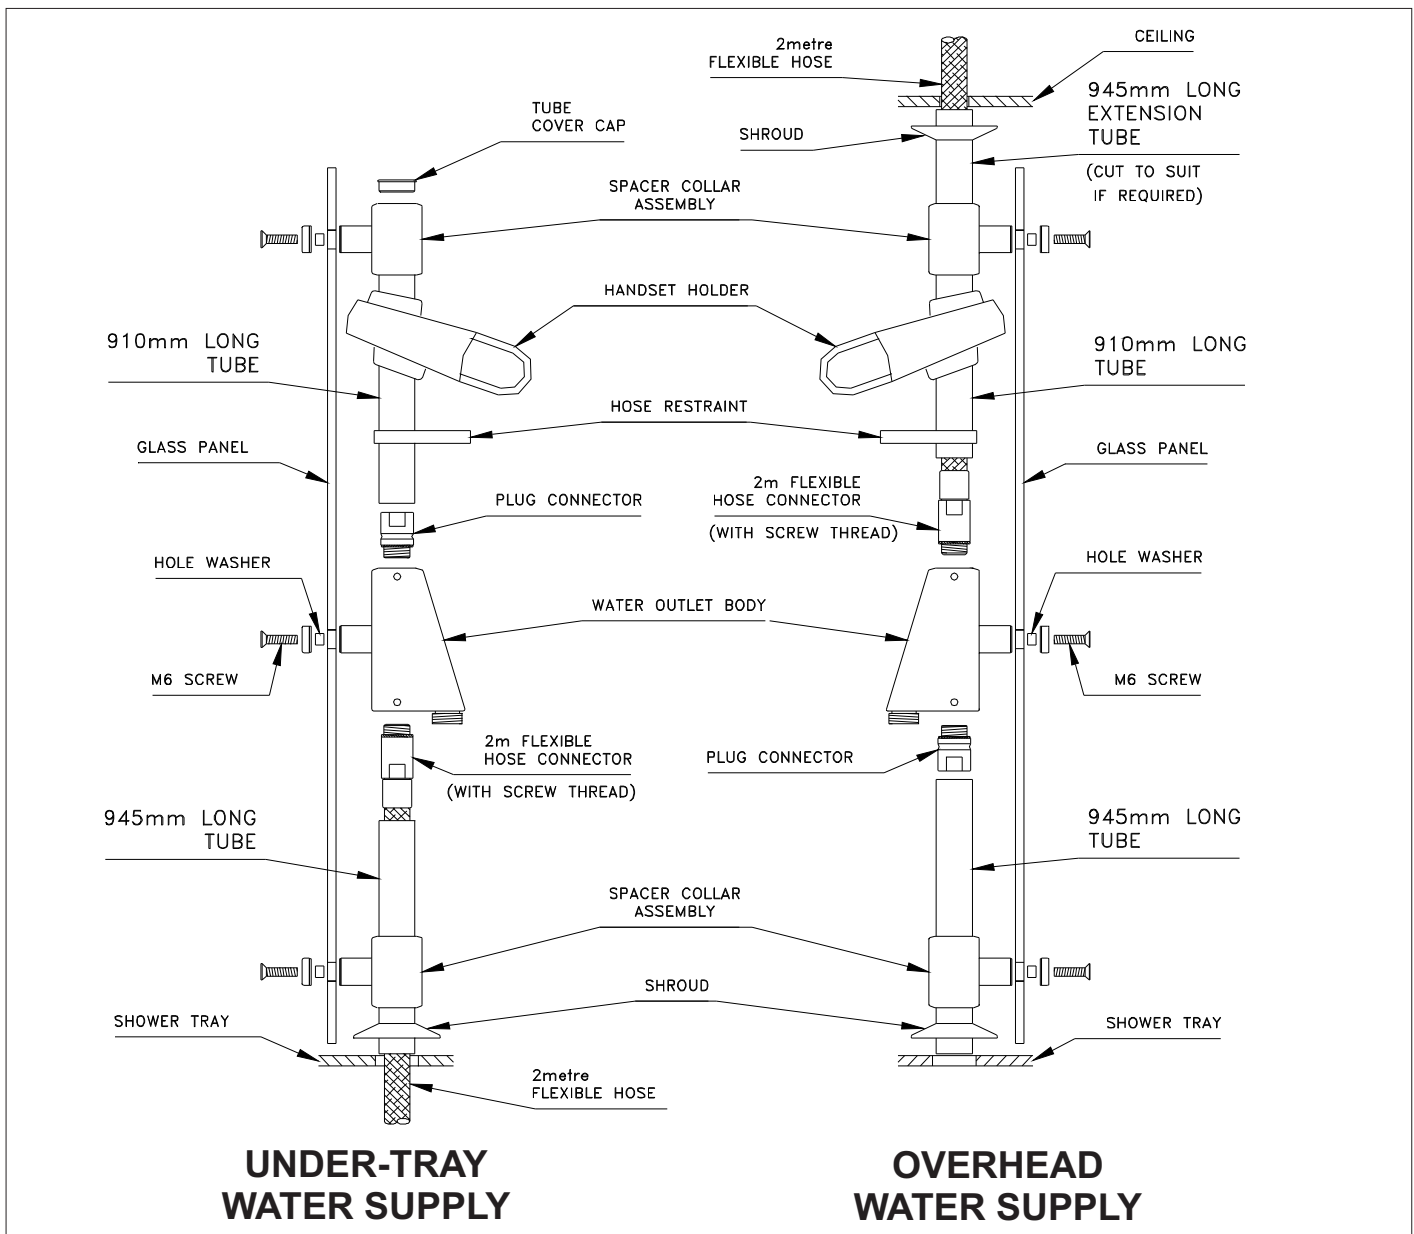 2metre
FLEXIBLE HOSE
CEILING
945mm LONG
EXTENSION
TUBE
(CUT TO SUIT
IF REQUIRED)
TUBE
COVER CAP
SHROUD
SPACER COLLAR
ASSEMBLY
HANDSET HOLDER
910mm LONG
TUBE
910mm LONG
TUBE
HOSE RESTRAINT
GLASS PANEL
GLASS PANEL
PLUG CONNECTOR
2m FLEXIBLE
HOSE CONNECTOR
(WITH SCREW THREAD)
HOLE WASHER
HOLE WASHER
WATER OUTLET BODY
M6 SCREW
M6 SCREW
2m FLEXIBLE
HOSE CONNECTOR
(WITH SCREW THREAD)
PLUG CONNECTOR
945mm LONG
TUBE
945mm LONG
TUBE
SPACER COLLAR
ASSEMBLY
SHROUD
SHOWER TRAY
SHOWER TRAY
2metre
FLEXIBLE HOSE
UNDER-TRAY
WATER SUPPLY
OVERHEAD
WATER SUPPLY